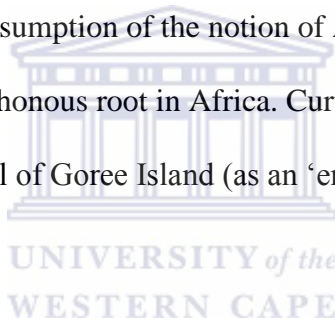 sumption of the notion of
honous root in Africa. Cur
l of Goree Island (as an ‘e
UNIVERSITY of the
WESTERN CAPE